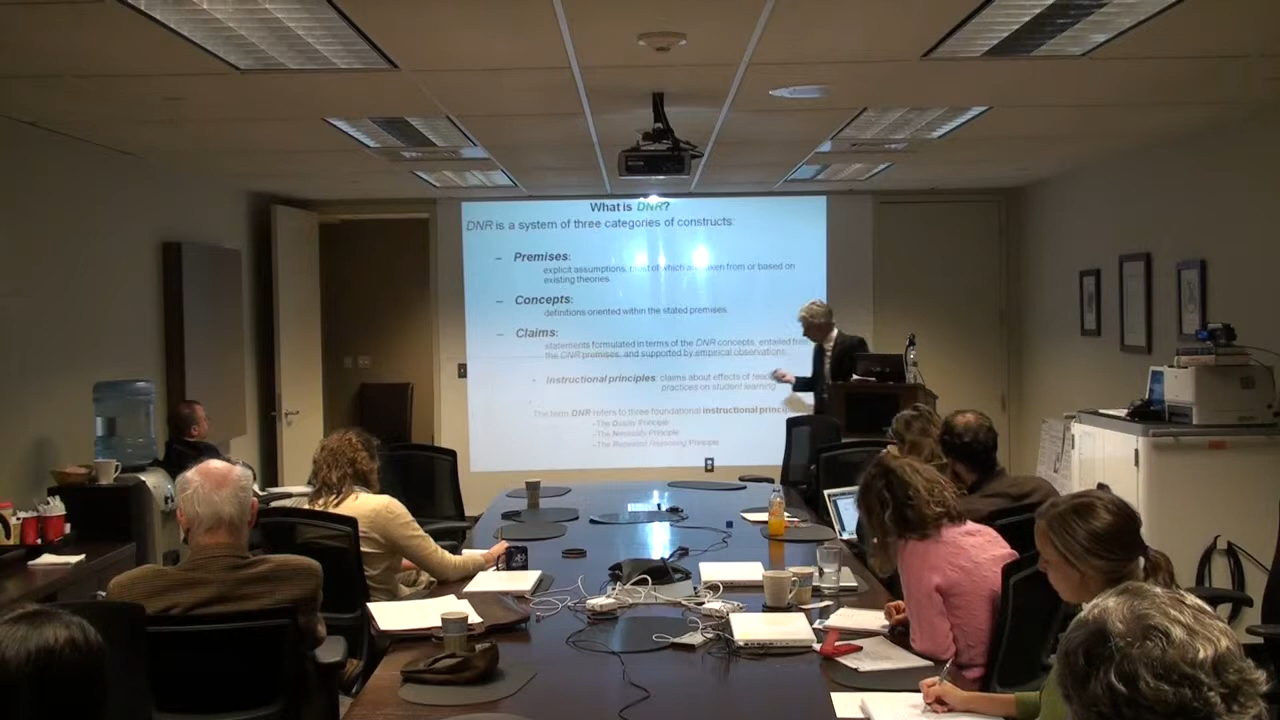 What is DNR?
DNR is a system of three categories of constructs:
– Premises:
explicit assumptions, most of which are taken from or based on
existing theories.
– Concepts:
definitions oriented within the stated premises.
– Claims:
statements formulated in terms of the DNR concepts, entailed from
the DNR premises, and supported by empirical observations.
• Instructional principles: claims about effects of
practices on student learning
The term DNR refers to three foundational instructional
–The Duality Principle
–The Necessity Principle
–The Repeated Reasoning Principle